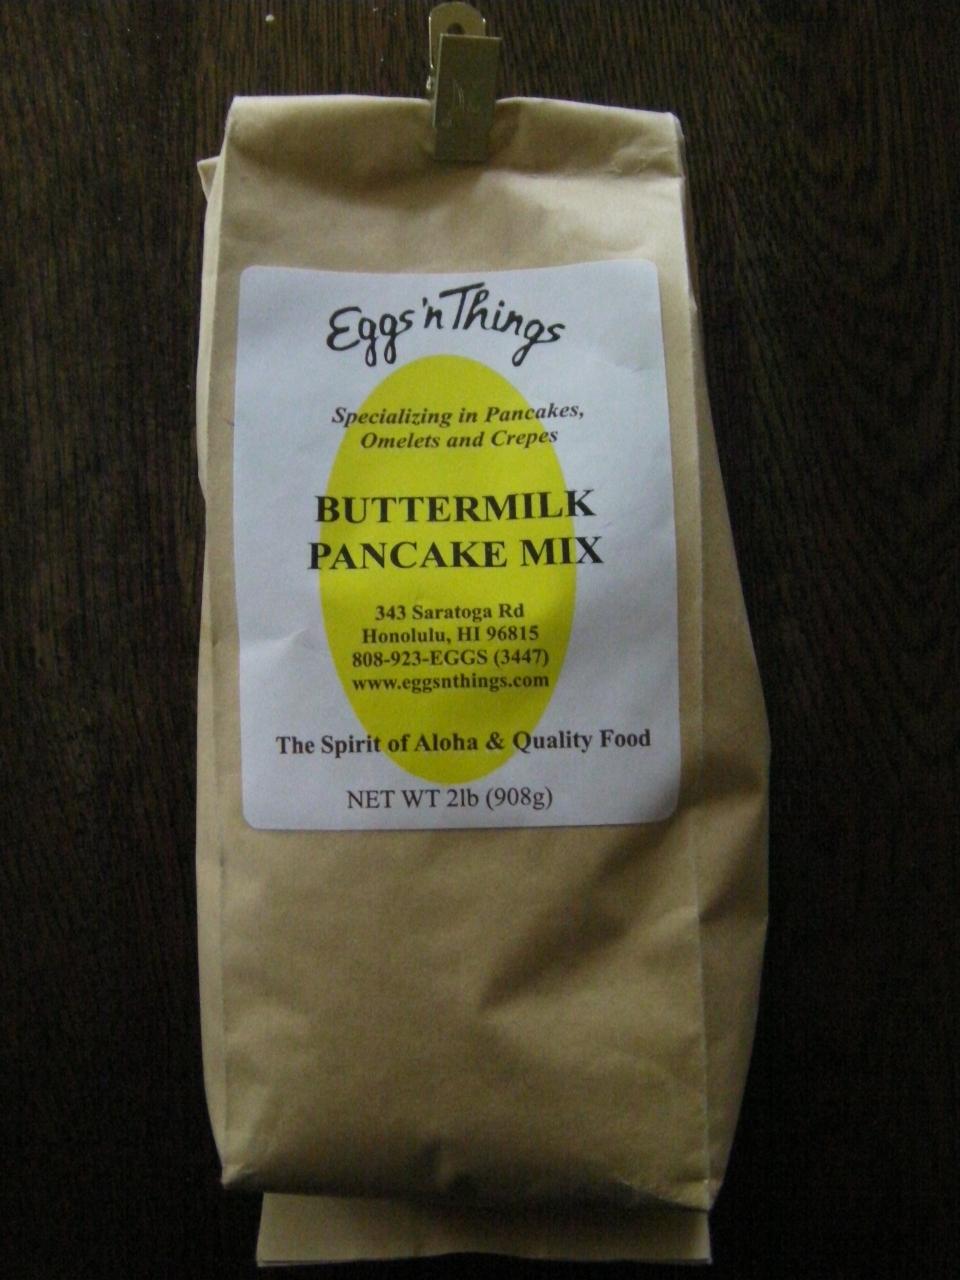 Eggs 'n Things
Specializing in Pancakes,
Omelets and Crepes
BUTTERMILK
PANCAKE MIX
343 Saratoga Rd
Honolulu, HI 96815
808-923-EGGS (3447)
www.eggsnthings.com
The Spirit of Aloha & Quality Food
NET WT 2lb (908g)